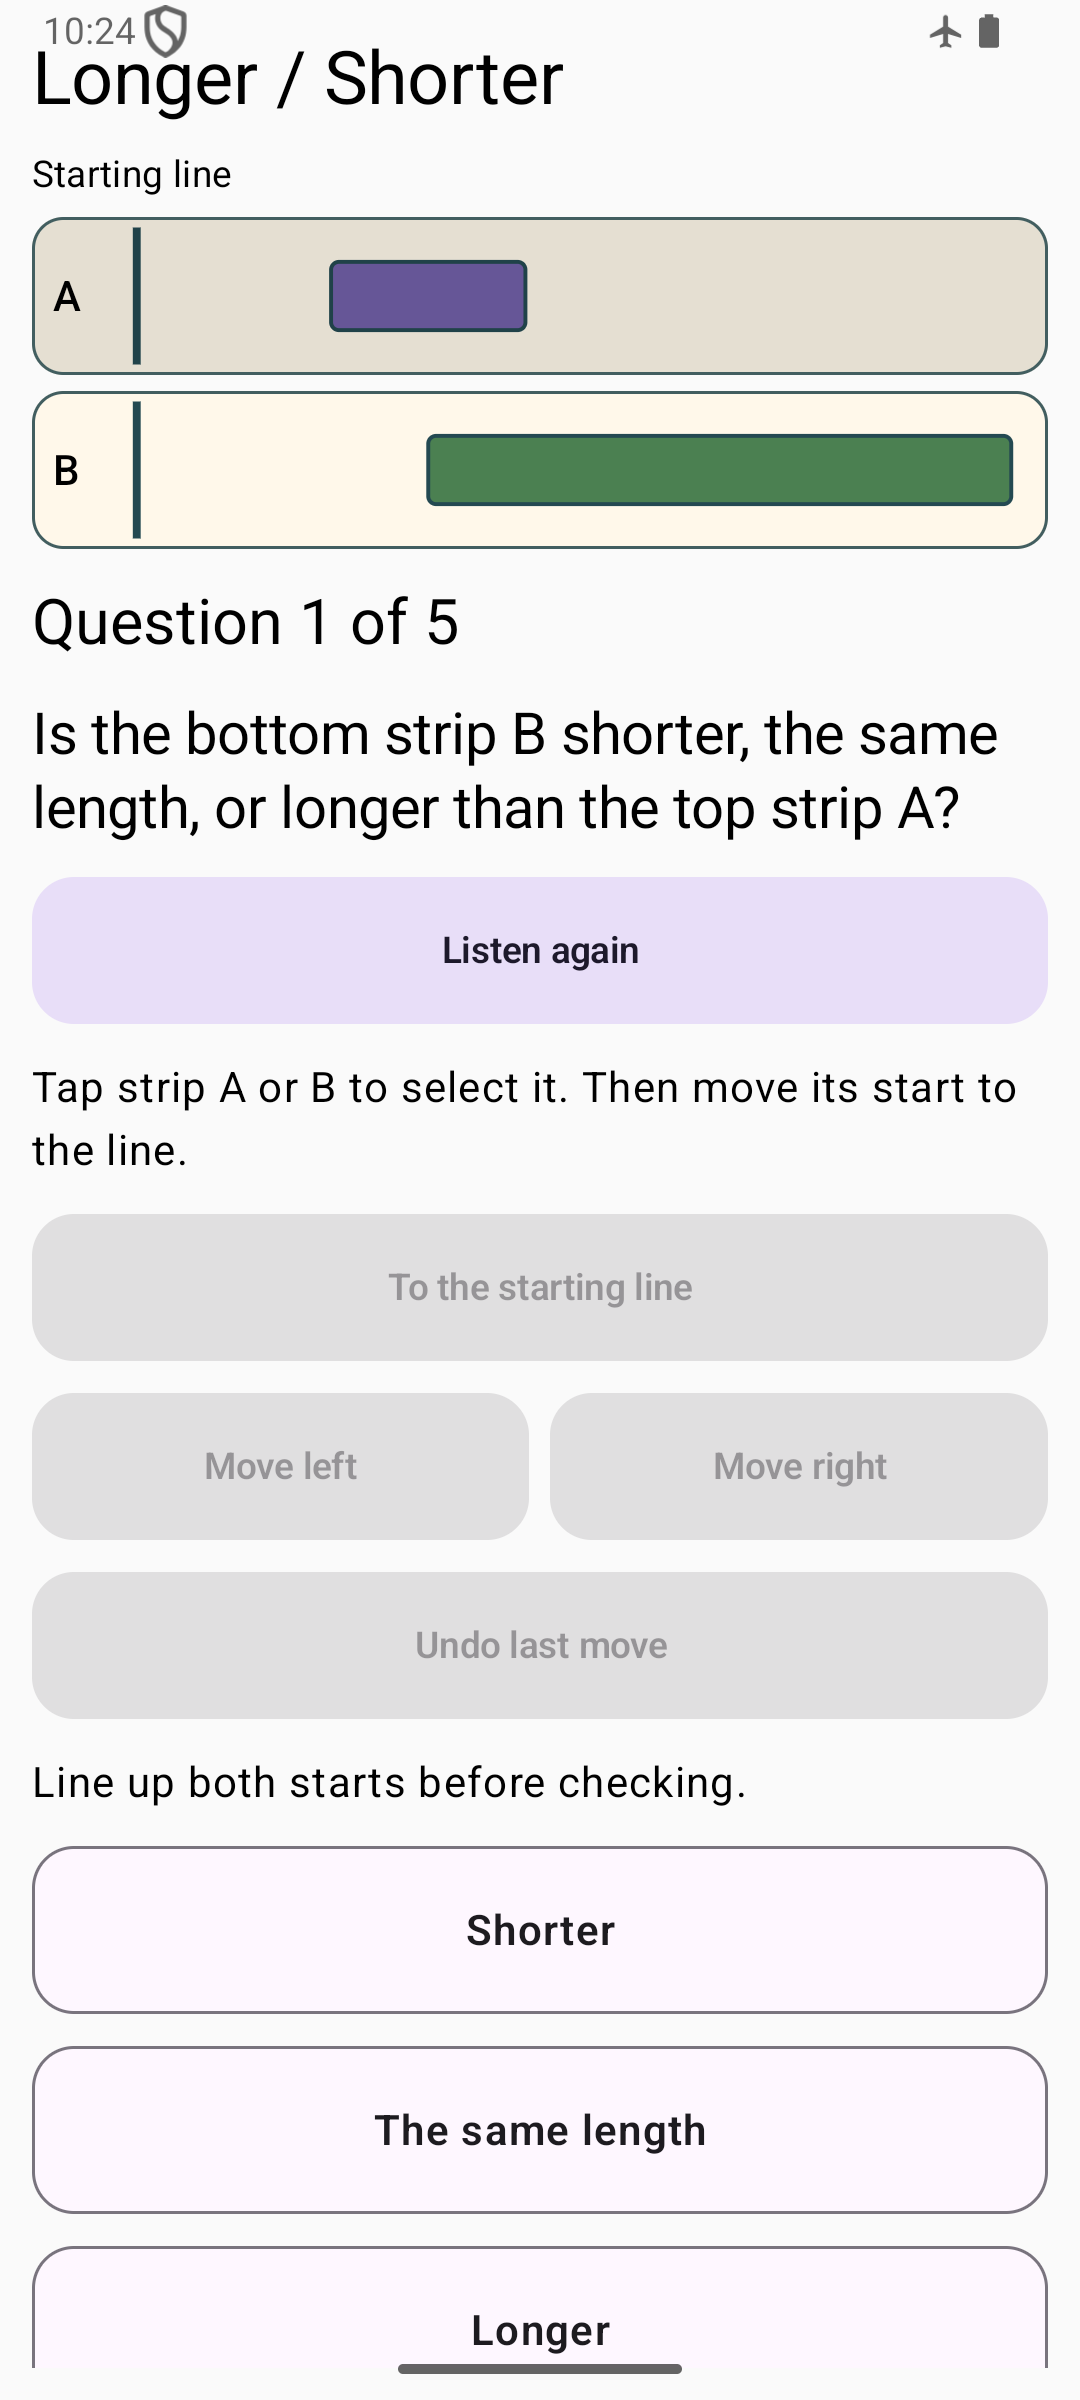 10:24
Longer / Shorter
Starting line
A
B
Question 1 of 5
Is the bottom strip B shorter, the same
length, or longer than the top strip A?
Listen again
Tap strip A or B to select it. Then move its start to
the line.
To the starting line
Move left
Move right
Undo last move
Line up both starts before checking.
Shorter
The same length
Longer